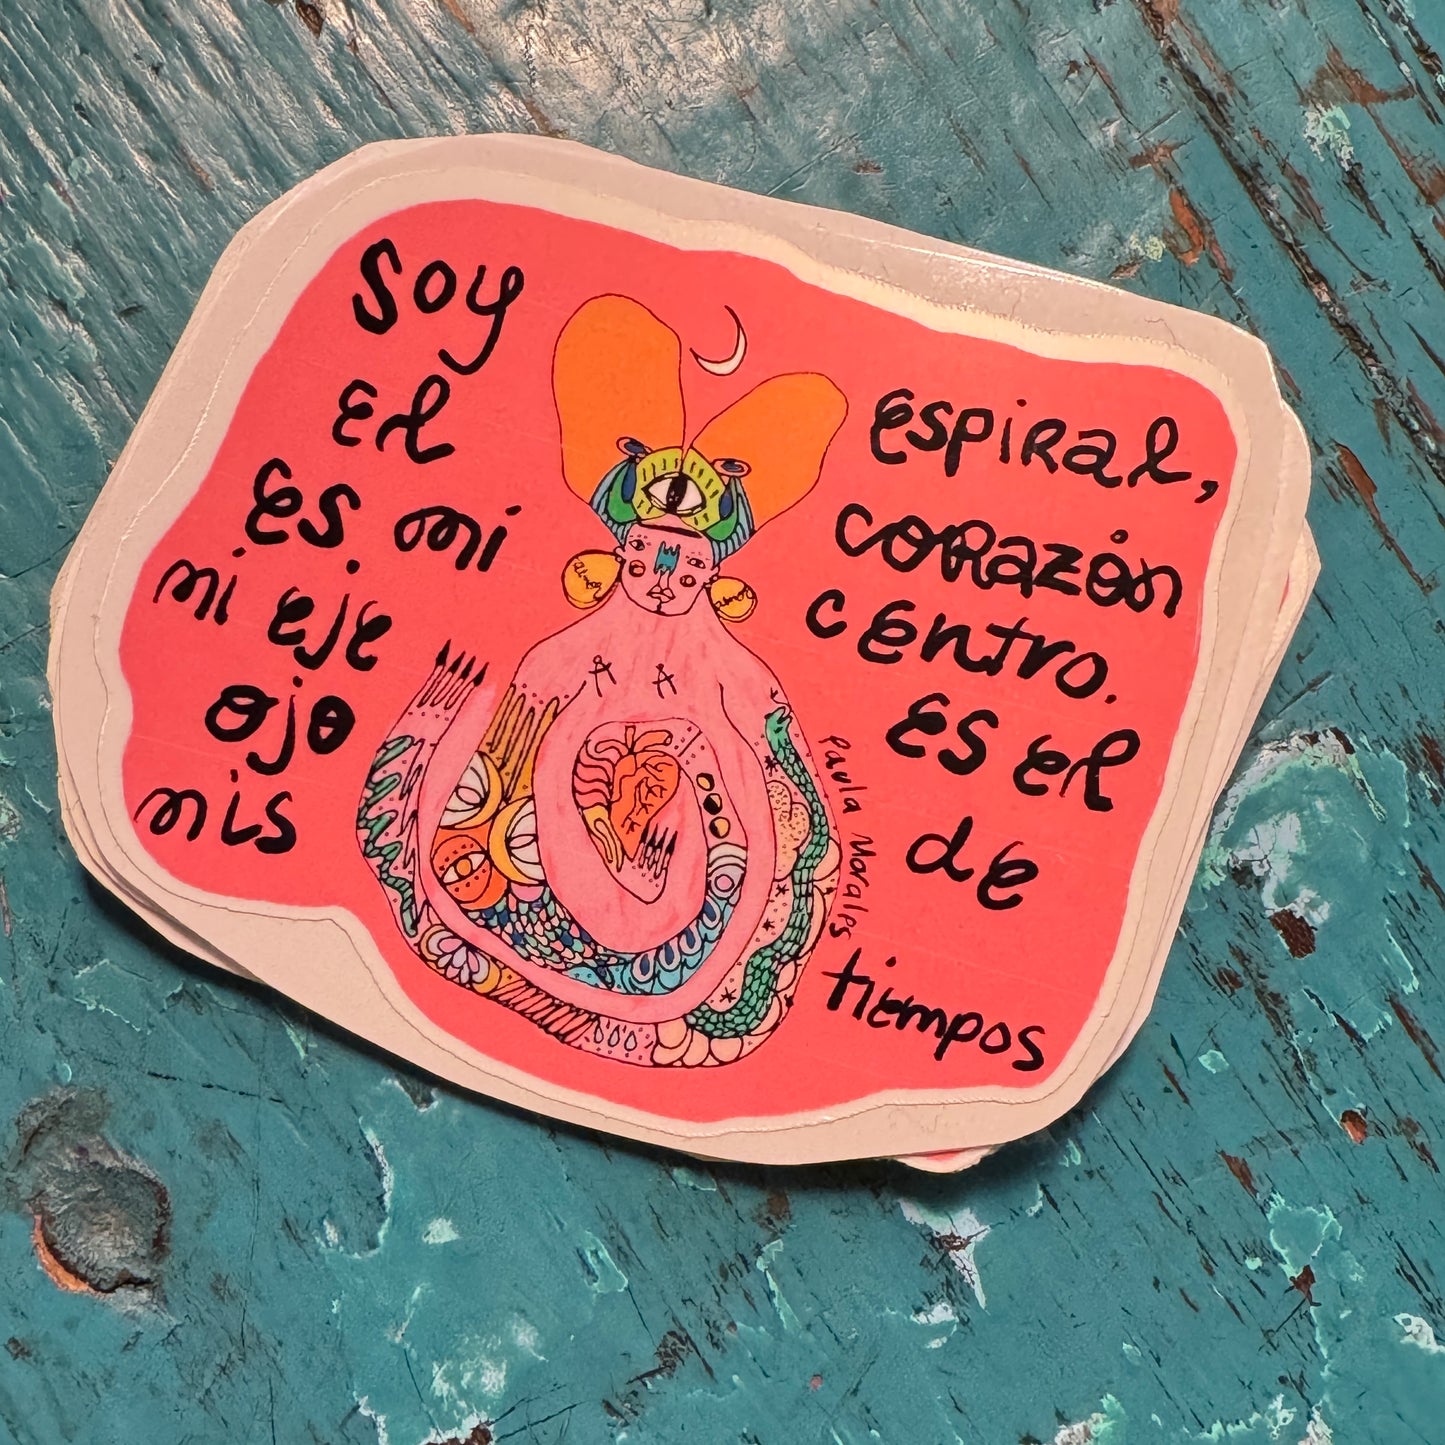 Soy espiral,
El corazón
es mi centro.
mi eje es el
ojo de
mis tiempos
Paula Morales